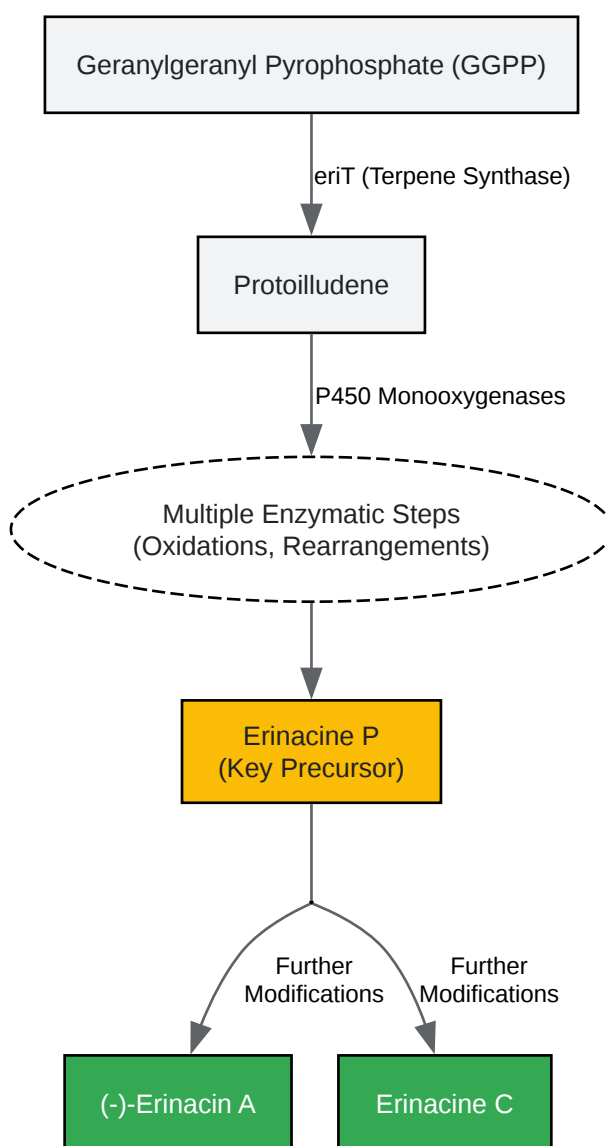 Geranylgeranyl Pyrophosphate (GGPP)
eriT (Terpene Synthase)
Protoilludene
P450 Monooxygenases
Multiple Enzymatic Steps
(Oxidations, Rearrangements)
Erinacine P
(Key Precursor)
Further
Modifications
Further
Modifications
(-)-Erinacin A
Erinacine C